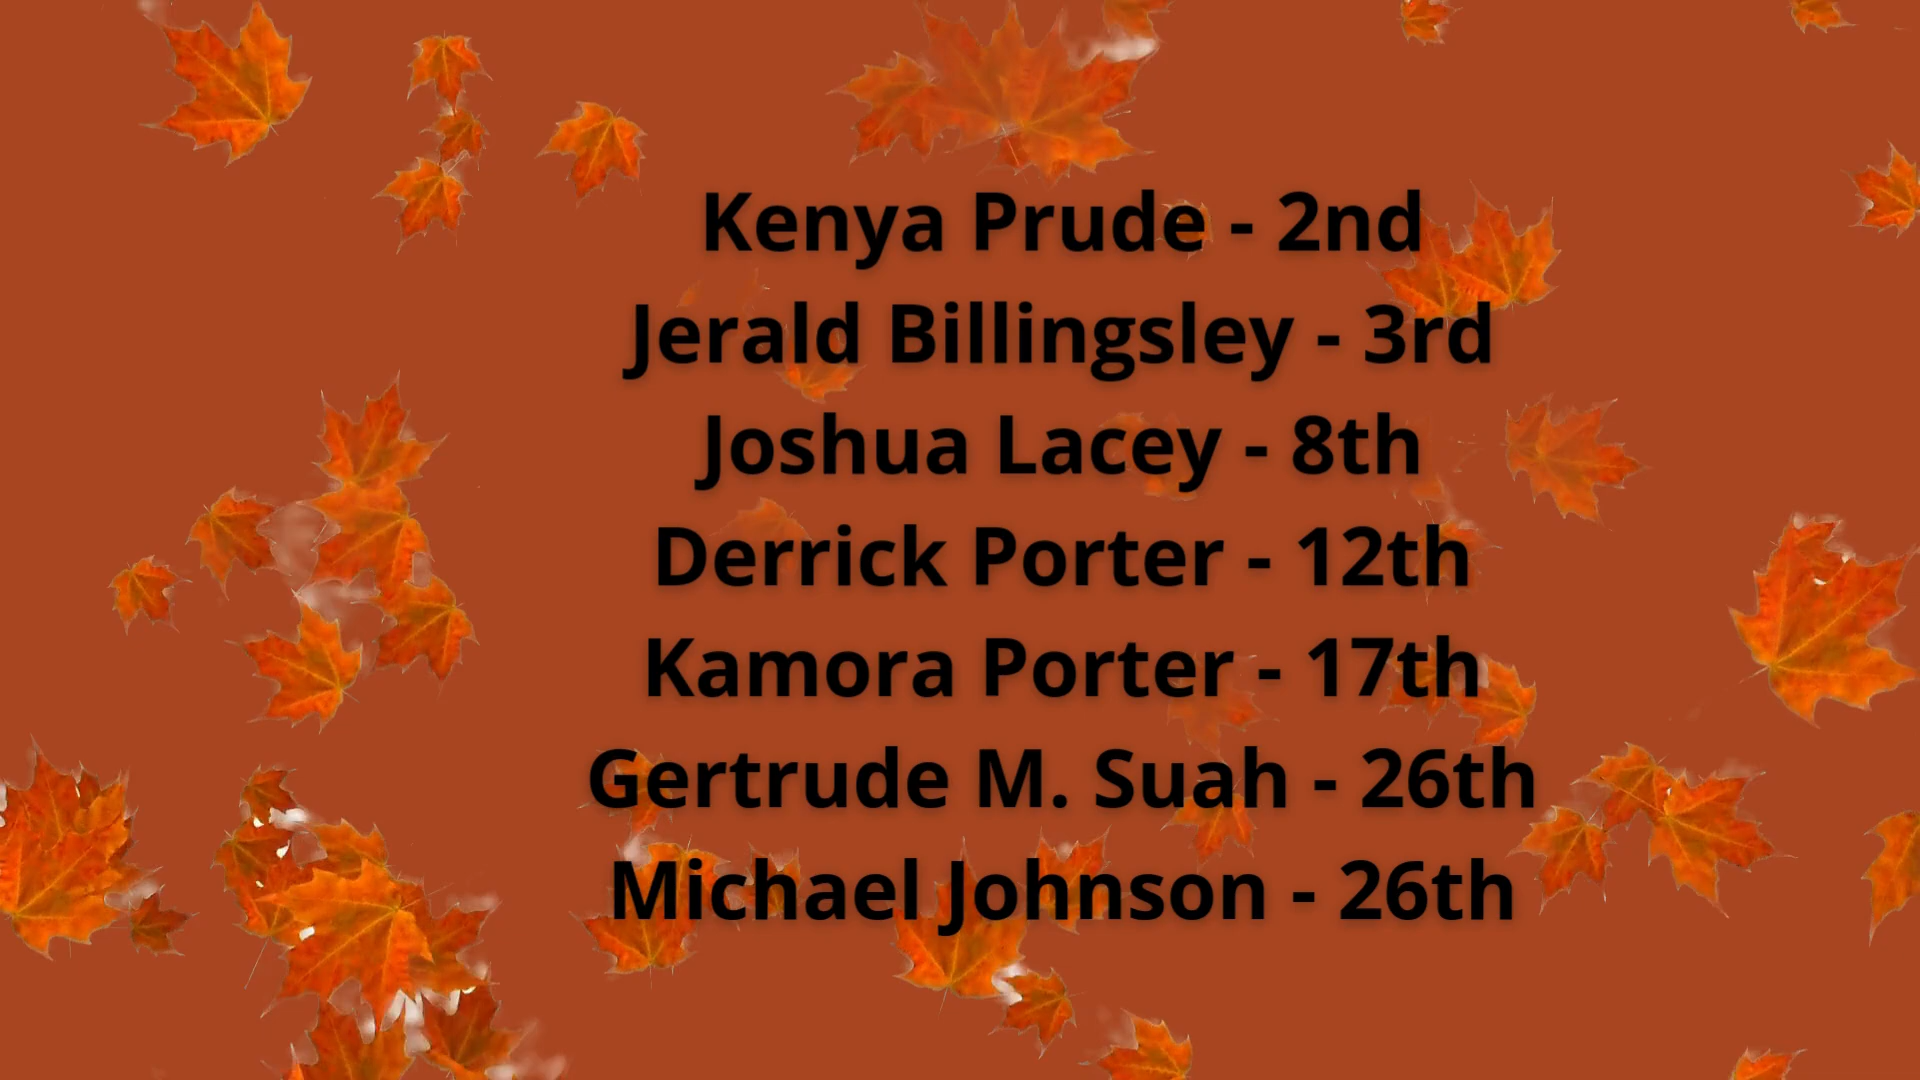 Kenya Prude - 2nd
Jerald Billingsley - 3rd
Joshua Lacey - 8th
Derrick Porter - 12th
Kamora Porter - 17th
Gertrude M. Suah - 26th
Michael Johnson - 26th